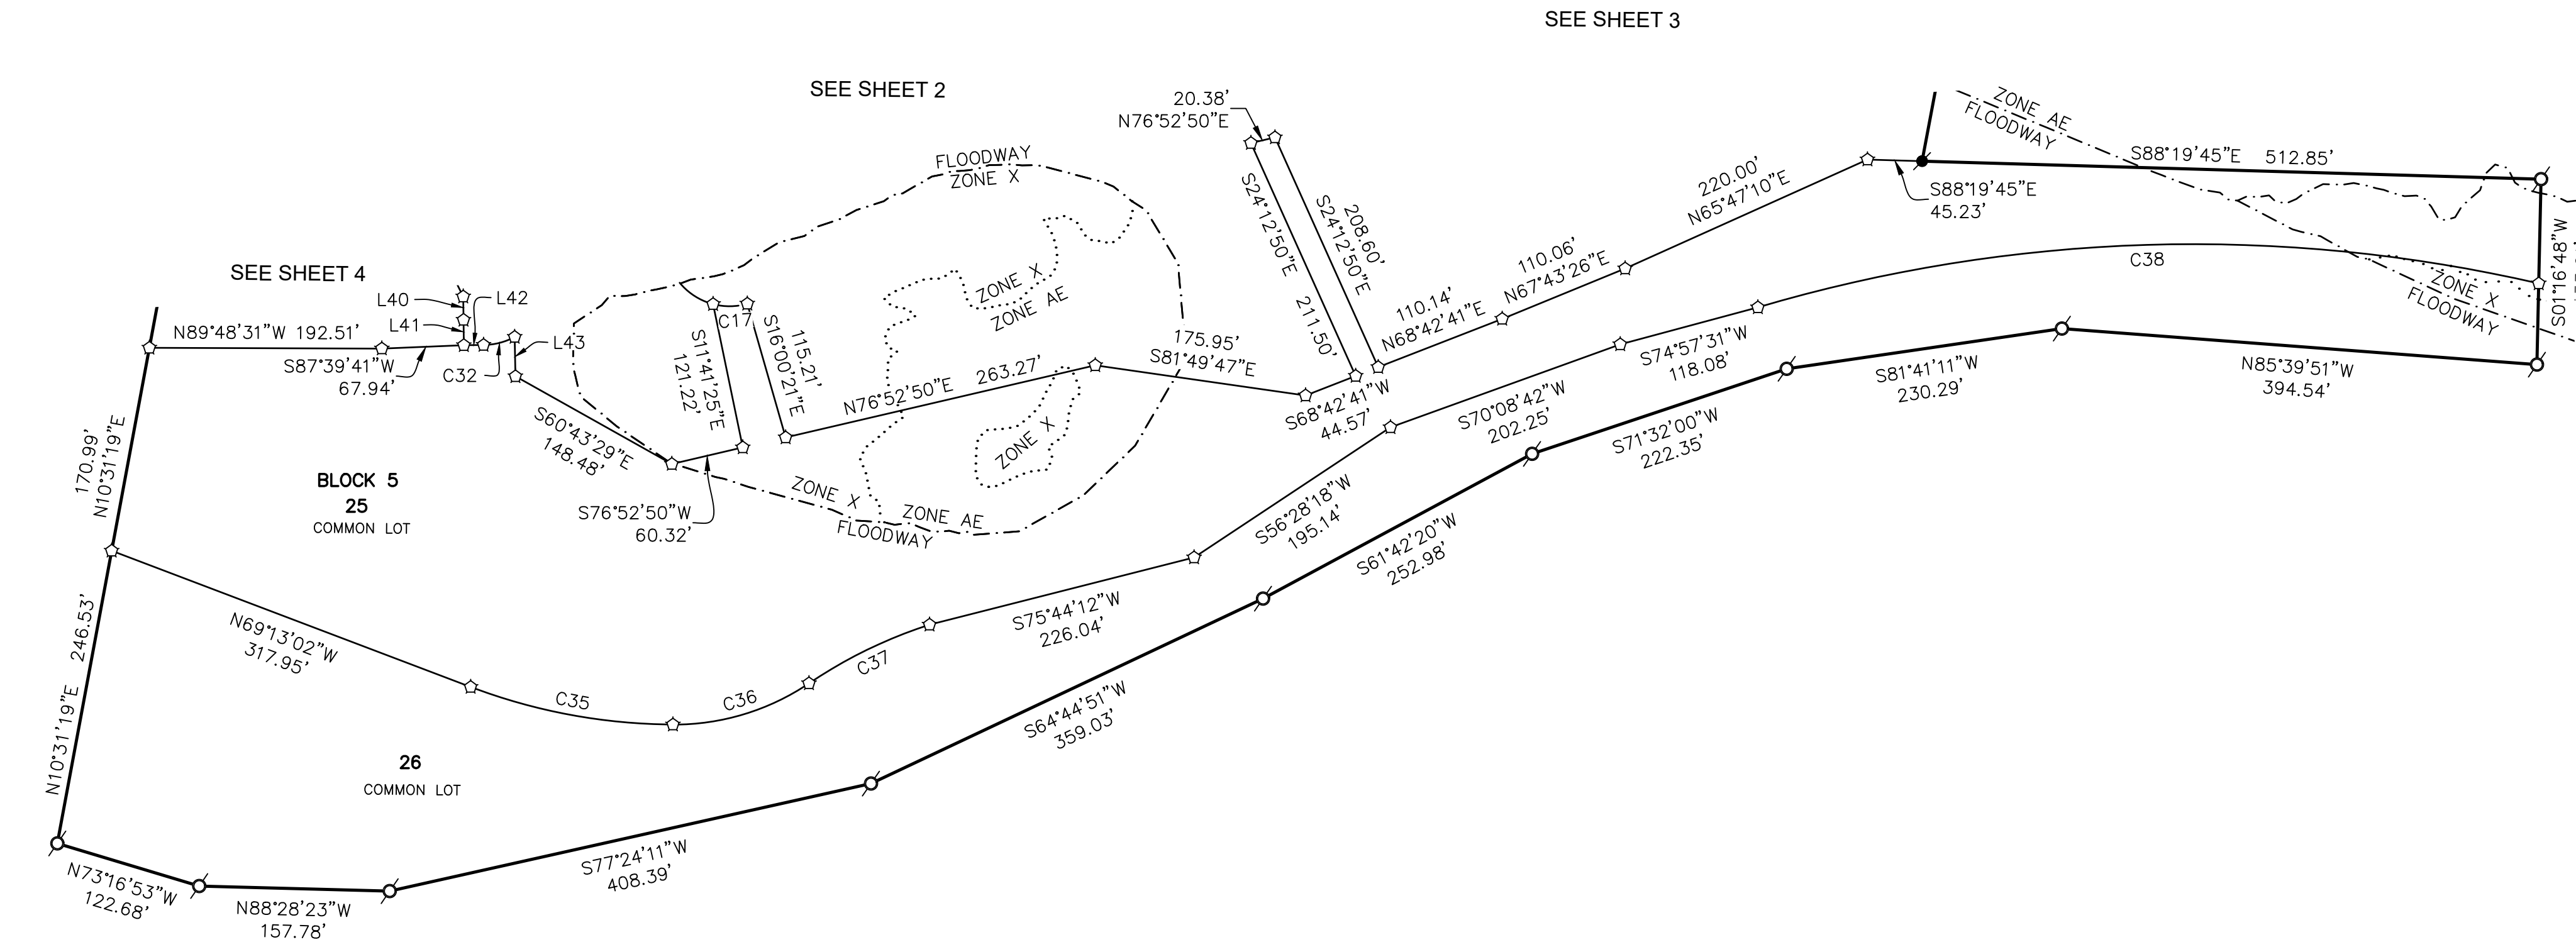 SEE SHEET 3
SEE SHEET 2
20.38’
N76°52’50”E
ZONE AE
FLOODWAY
S88°19’45”E 512.85’
FLOODWAY
ZONE X
220.00’
N65°47’10”E
S88°19’45”E
45.23’
S24°12’50”E
211.50’
208.60’
S24°12’50”E
S01°16’48”W
SEE SHEET 4
L40
L42
L41
L43
C32
N89°48’31”W 192.51’
S87°39’41”W
67.94’
C17
ZONE X
ZONE AE
110.06’
N67°43’26”E
110.14’
N68°42’41”E
C38
ZONE X
FLOODWAY
S11°41’25”E
121.22’
115.21’
S16°00’21”E
175.95’
S81°49’47”E
N76°52’50”E 263.27’
S74°57’31”W
118.08’
S81°41’11”W
230.29’
N85°39’51”W
394.54’
S68°42’41”W
44.57’
S70°08’42”W
202.25’
S71°32’00”W
222.35’
170.99’
N10°31’19”E
S60°43’29”E
148.48’
ZONE X
BLOCK 5
25
COMMON LOT
S76°52’50”W
60.32’
ZONE X
FLOODWAY
ZONE AE
S56°28’18”W
195.14’
S61°42’20”W
252.98’
N10°31’19”E 246.53’
N69°13’02”W
317.95’
C35
C36
C37
S75°44’12”W
226.04’
S64°44’51”W
359.03’
26
COMMON LOT
N73°16’53”W
122.68’
N88°28’23”W
157.78’
S77°24’11”W
408.39’